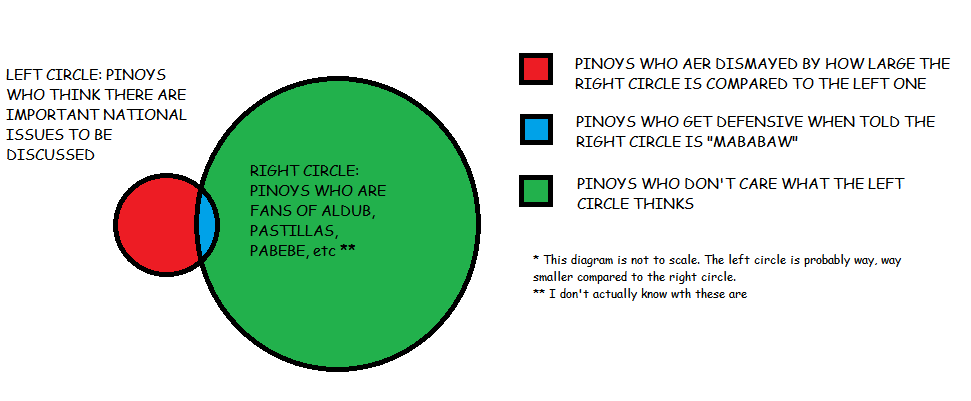 LEFT CIRCLE: PINOYS
WHO THINK THERE ARE
IMPORTANT NATIONAL
ISSUES TO BE
DISCUSSED
RIGHT CIRCLE:
PINOYS WHO ARE
FANS OF ALDUB,
PASTILLAS,
PABEBE, etc **
PINOYS WHO AER DISMAYED BY HOW LARGE THE
RIGHT CIRCLE IS COMPARED TO THE LEFT ONE
PINOYS WHO GET DEFENSIVE WHEN TOLD THE
RIGHT CIRCLE IS "MABABAW"
PINOYS WHO DON'T CARE WHAT THE LEFT
CIRCLE THINKS
* This diagram is not to scale. The left circle is probably way, way
smaller compared to the right circle.
** I don't actually know wth these are